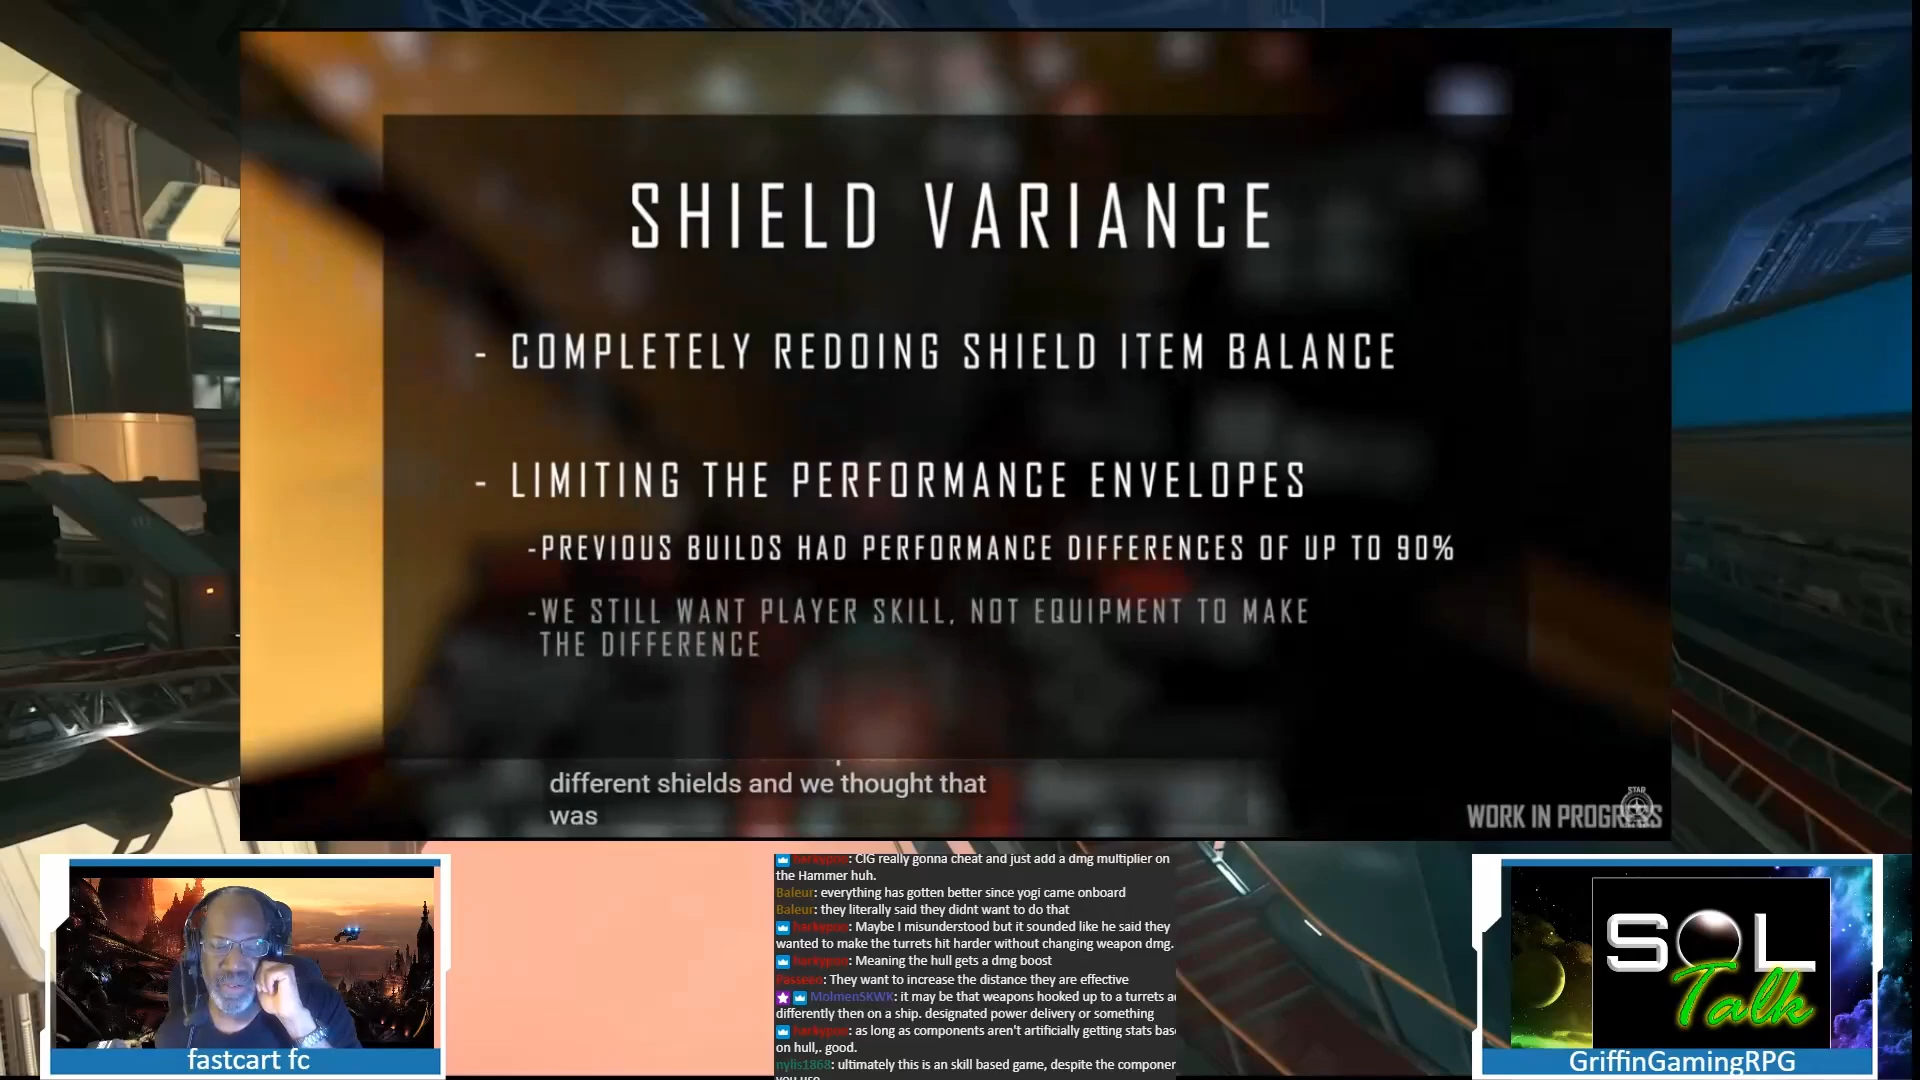 SHIELD VARIANCE
- COMPLETELY REDOING SHIELD ITEM BALANCE
- LIMITING THE PERFORMANCE ENVELOPES
-PREVIOUS BUILDS HAD PERFORMANCE DIFFERENCES OF UP TO 90%
-WE STILL WANT PLAYER SKILL, NOT EQUIPMENT TO MAKE
THE DIFFERENCE
different shields and we thought that
was
STAR
WORK IN PROGRESS
: CIG really gonna cheat and just add a dmg multiplier on
the Hammer huh.
Baleur: everything has gotten better since yogi came onboard
Baleur: they literally said they didnt want to do that
: Maybe I misunderstood but it sounded like he said they
wanted to make the turrets hit harder without changing weapon dmg.
: Meaning the hull gets a dmg boost
Passeen: They want to increase the distance they are effective
MolmenSKWK: it may be that weapons hooked up to a turrets a
differently then on a ship. designated power delivery or something
: as long as components aren't artificially getting stats bas
on hull,. good.
nylis1868: ultimately this is an skill based game, despite the componer
you use
fastcart fc
SOL
Talk
GriffinGamingRPG